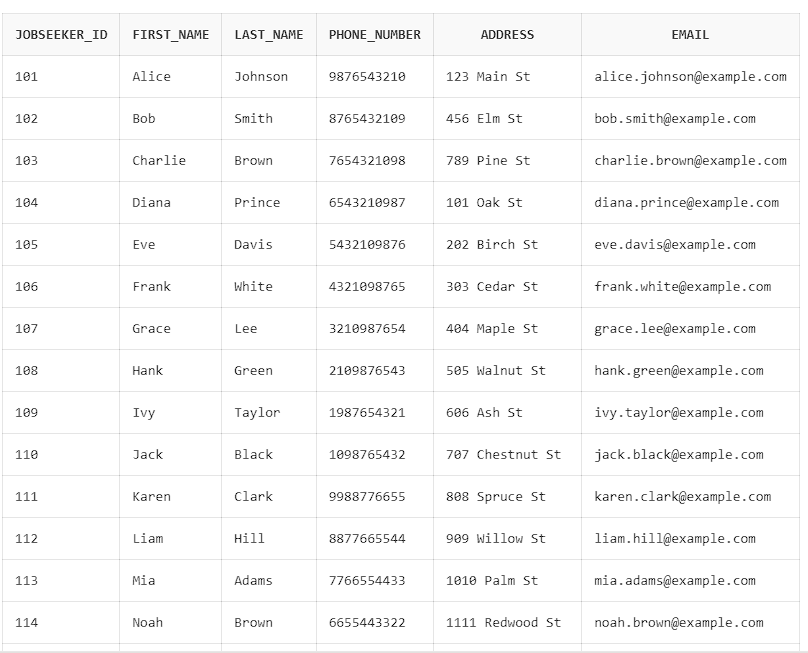 JOBSEEKER_ID FIRST_NAME LAST_NAME PHONE_NUMBER ADDRESS EMAIL
101 Alice Johnson 9876543210 123 Main St alice.johnson@example.com
102 Bob Smith 8765432109 456 Elm St bob.smith@example.com
103 Charlie Brown 7654321098 789 Pine St charlie.brown@example.com
104 Diana Prince 6543210987 101 Oak St diana.prince@example.com
105 Eve Davis 5432109876 202 Birch St eve.davis@example.com
106 Frank White 4321098765 303 Cedar St frank.white@example.com
107 Grace Lee 3210987654 404 Maple St grace.lee@example.com
108 Hank Green 2109876543 505 Walnut St hank.green@example.com
109 Ivy Taylor 1987654321 606 Ash St ivy.taylor@example.com
110 Jack Black 1098765432 707 Chestnut St jack.black@example.com
111 Karen Clark 9988776655 808 Spruce St karen.clark@example.com
112 Liam Hill 8877665544 909 Willow St liam.hill@example.com
113 Mia Adams 7766554433 1010 Palm St mia.adams@example.com
114 Noah Brown 6655443322 1111 Redwood St noah.brown@example.com